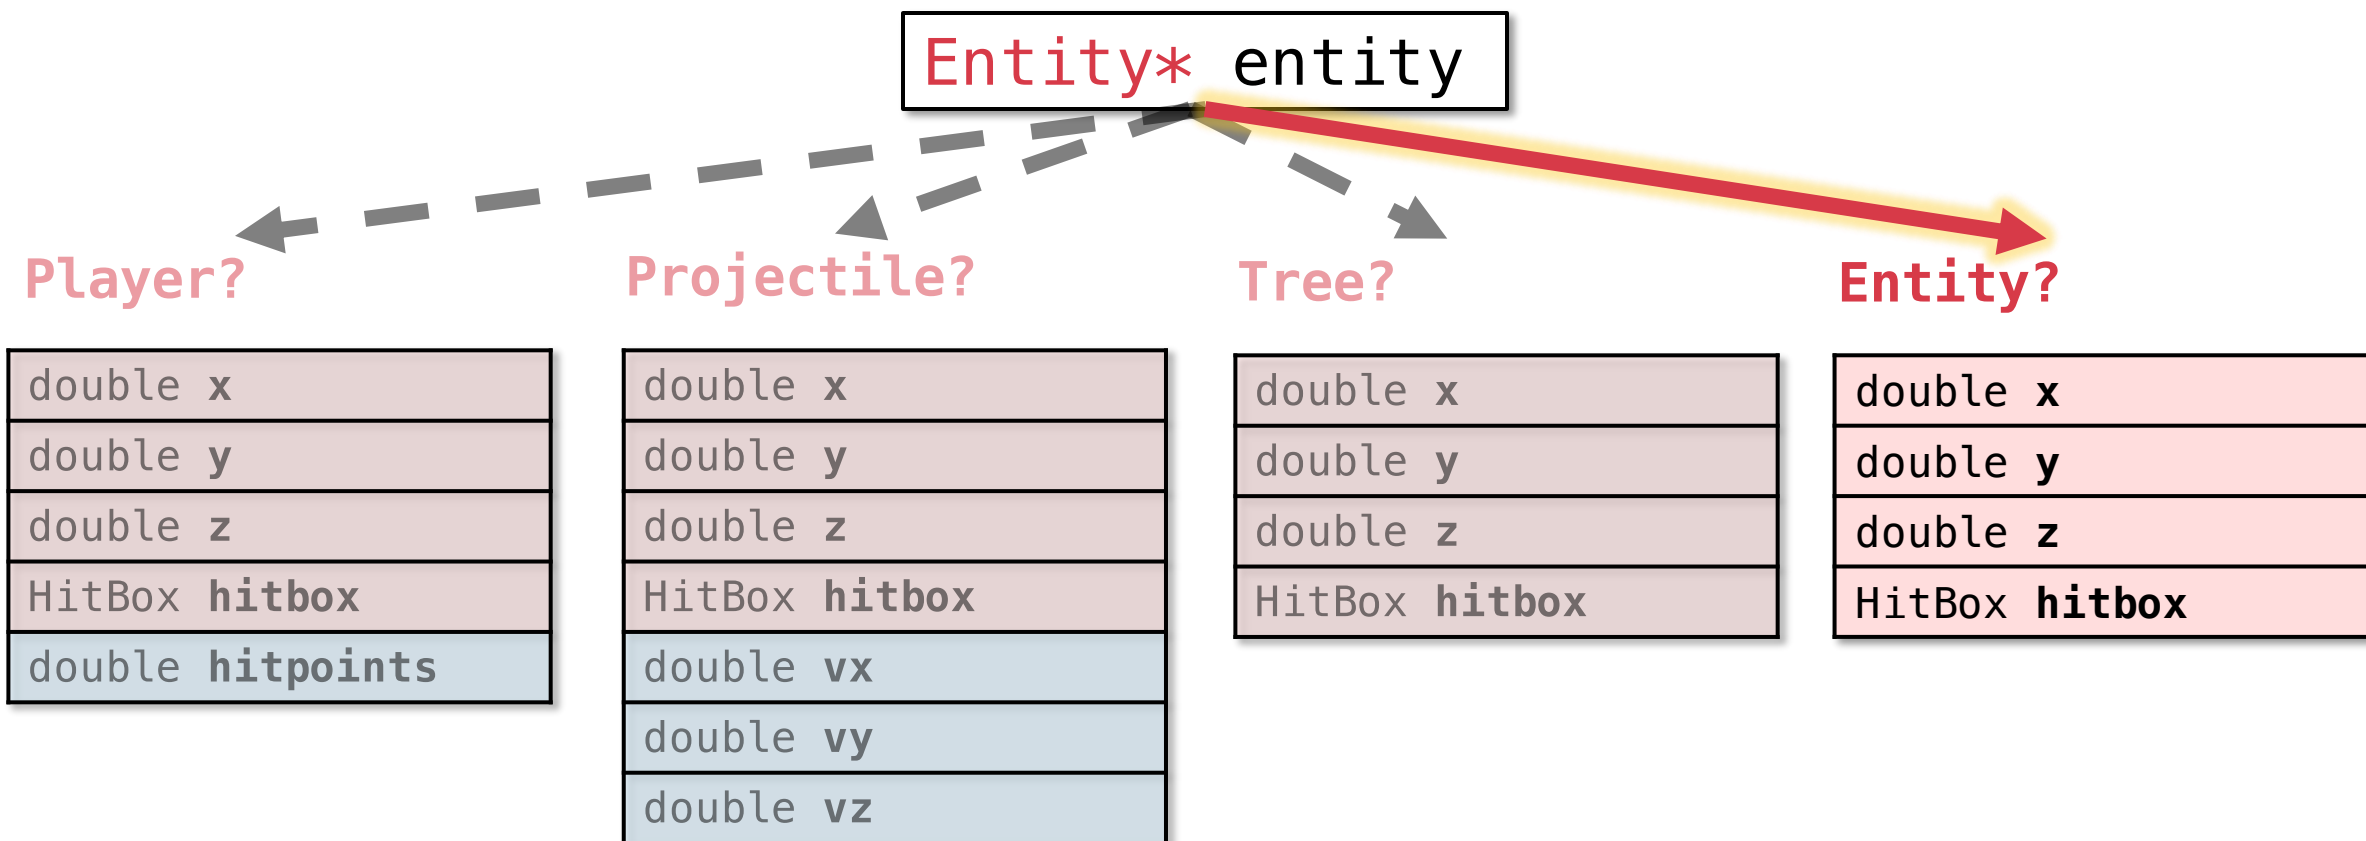 Entity* entity
Player?
double x
double y
double z
HitBox hitbox
double hitpoints
Projectile?
double x
double y
double z
HitBox hitbox
double vx
double vy
double vz
Tree?
double x
double y
double z
HitBox hitbox
Entity?
double x
double y
double z
HitBox hitbox